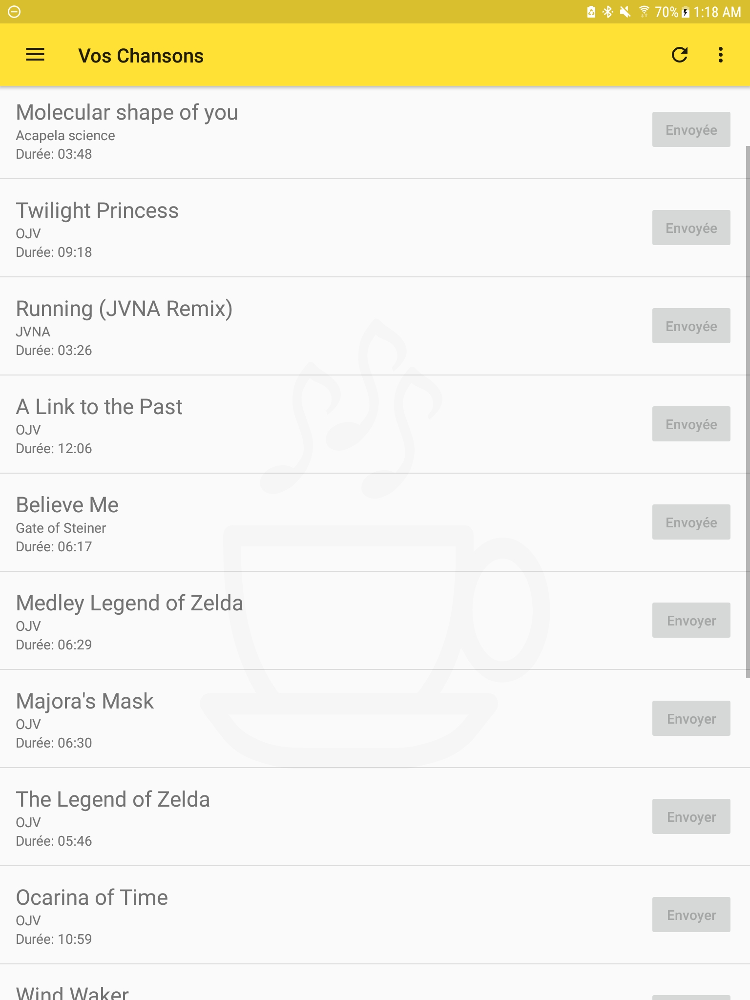 70% 1:18 AM
Vos Chansons
Molecular shape of you
Acapela science
Durée: 03:48
Envoyée
Twilight Princess
OJV
Durée: 09:18
Envoyée
Running (JVNA Remix)
JVNA
Durée: 03:26
Envoyée
A Link to the Past
OJV
Durée: 12:06
Envoyée
Believe Me
Gate of Steiner
Durée: 06:17
Envoyée
Medley Legend of Zelda
OJV
Durée: 06:29
Envoyer
Majora's Mask
OJV
Durée: 06:30
Envoyer
The Legend of Zelda
OJV
Durée: 05:46
Envoyer
Ocarina of Time
OJV
Durée: 10:59
Envoyer
Wind Waker